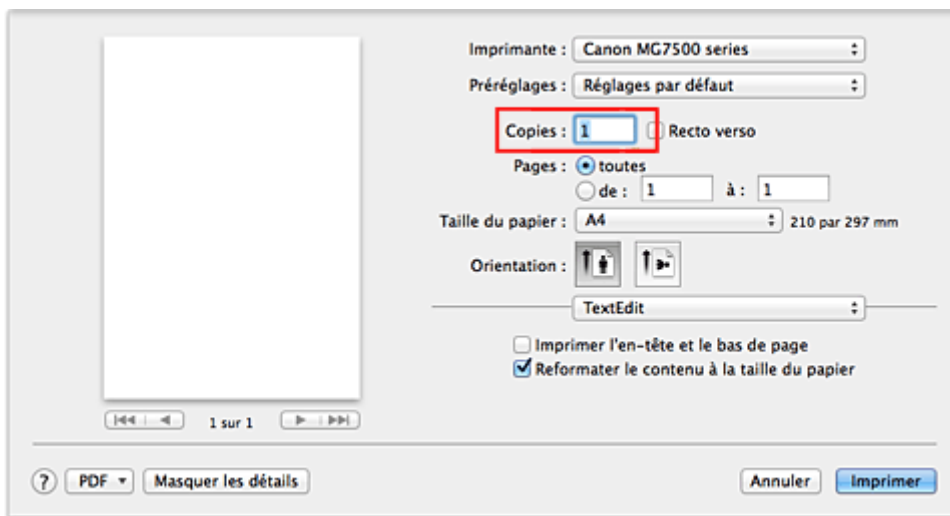 Imprimante : Canon MG7500 series
Préréglages : Réglages par défaut
Copies : 1 Recto verso
Pages : toutes
de : 1 à : 1
Taille du papier : A4 210 par 297 mm
Orientation :
TextEdit
Imprimer l'en-tête et le bas de page
Reformater le contenu à la taille du papier
1 sur 1
? PDF Masquer les détails Annuler Imprimer